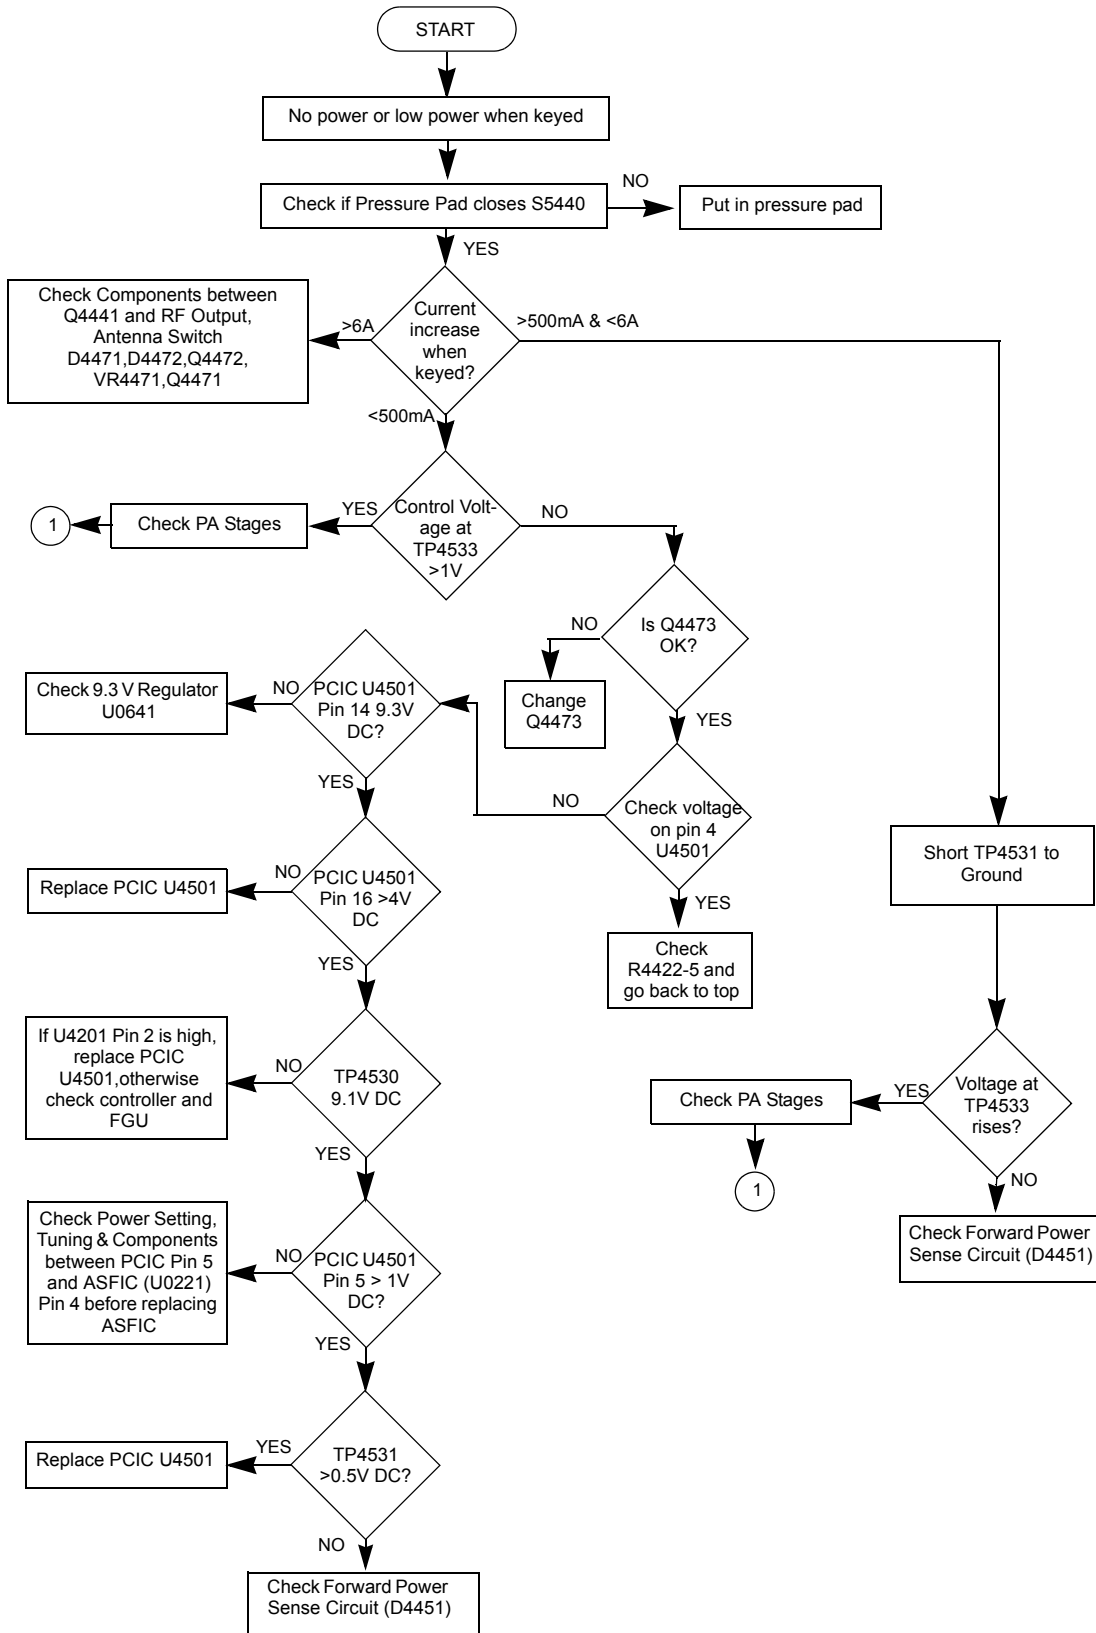 START
No power or low power when keyed
Check if Pressure Pad closes S5440
NO
Put in pressure pad
YES
Check Components between
Q4441 and RF Output,
Antenna Switch
D4471,D4472,Q4472,
VR4471,Q4471
>6A
Current
increase
when
keyed?
>500mA & <6A
<500mA
1
Check PA Stages
YES
Control Volt-
age at
TP4533
>1V
NO
NO
Is Q4473
OK?
Change
Q4473
YES
Check 9.3 V Regulator
U0641
NO
PCIC U4501
Pin 14 9.3V
DC?
YES
NO
Check voltage
on pin 4
U4501
YES
Check
R4422-5 and
go back to top
Short TP4531 to
Ground
Replace PCIC U4501
NO
PCIC U4501
Pin 16 >4V
DC
YES
If U4201 Pin 2 is high,
replace PCIC
U4501,otherwise
check controller and
FGU
NO
TP4530
9.1V DC
YES
Check PA Stages
YES
Voltage at
TP4533
rises?
1
NO
Check Forward Power
Sense Circuit (D4451)
Check Power Setting,
Tuning & Components
between PCIC Pin 5
and ASFIC (U0221)
Pin 4 before replacing
ASFIC
NO
PCIC U4501
Pin 5 > 1V
DC?
YES
Replace PCIC U4501
YES
TP4531
>0.5V DC?
NO
Check Forward Power
Sense Circuit (D4451)